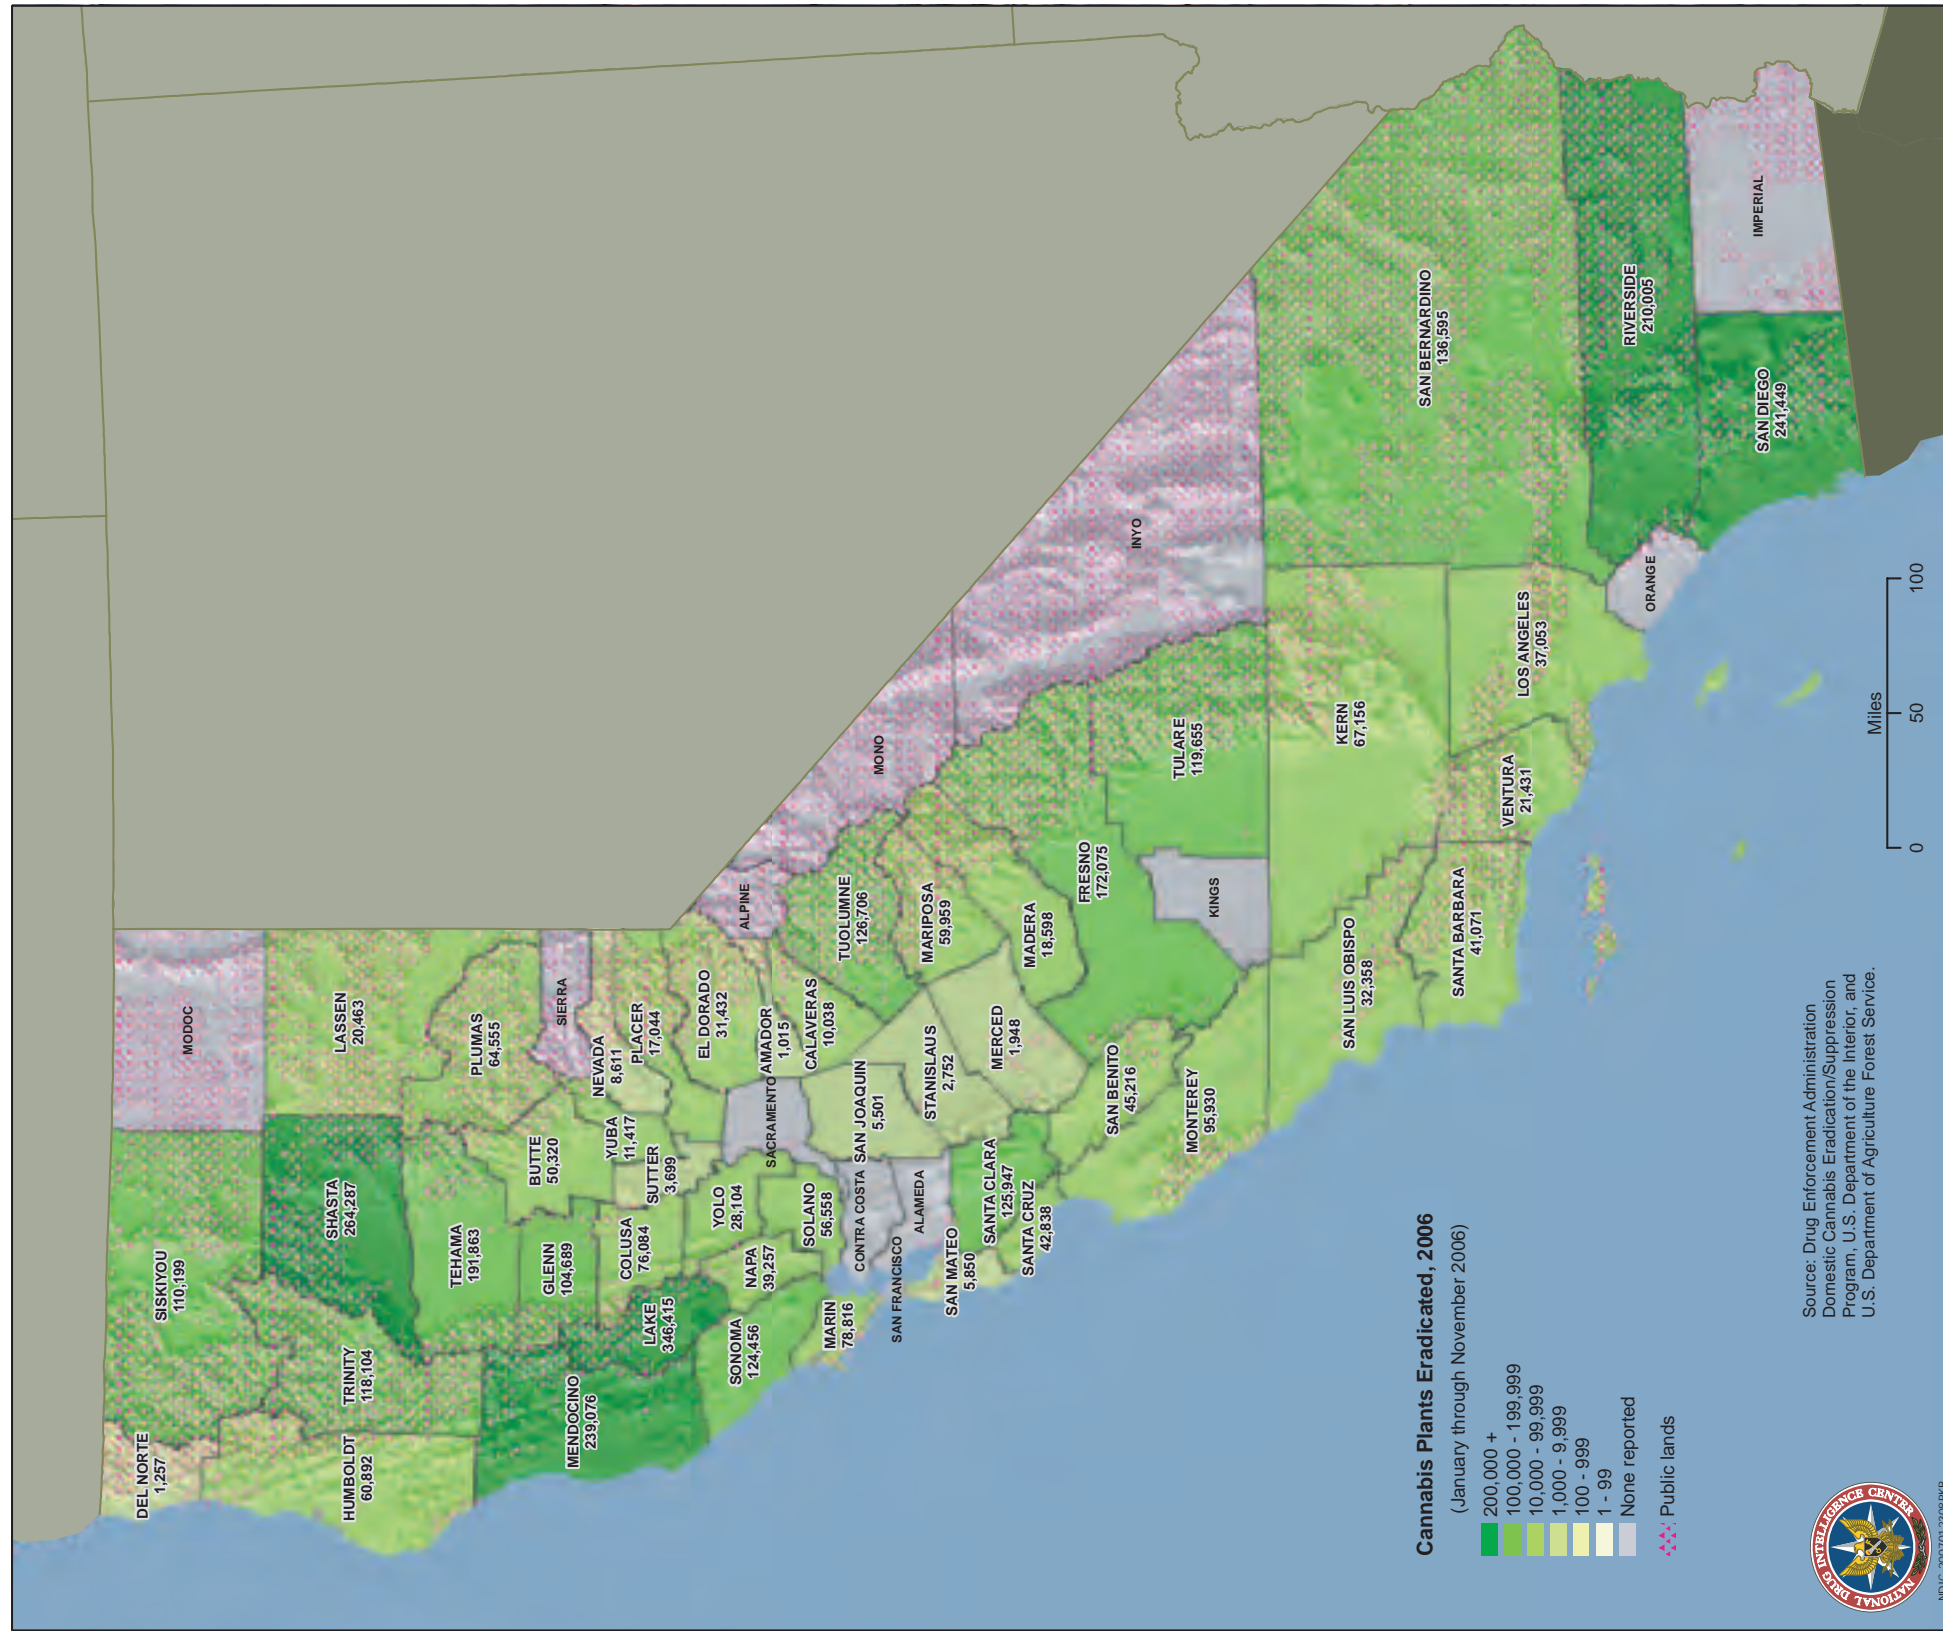 DEL NORTE
1,257
SISKIYOU
110,199
MODOC
HUMBOLDT
60,892
TRINITY
118,104
SHASTA
264,287
LASSEN
20,463
TEHAMA
191,863
PLUMAS
64,555
MENDOCINO
239,076
GLENN
104,689
BUTTE
50,320
SIERRA
COLUSA
76,084
YUBA
11,417
NEVADA
8,611
LAKE
346,415
SUTTER
3,699
PLACER
17,044
SONOMA
124,456
NAPA
39,257
YOLO
28,104
EL DORADO
31,432
ALPINE
SACRAMENTO
AMADOR
1,015
MARIN
78,816
SOLANO
56,558
CALAVERAS
10,038
TUOLUMNE
126,706
MONO
CONTRA COSTA
SAN JOAQUIN
5,501
SAN FRANCISCO
ALAMEDA
STANISLAUS
2,752
MARIPOSA
59,959
SAN MATEO
5,850
SANTA CLARA
125,947
MERCED
1,948
MADERA
18,598
SANTA CRUZ
42,838
SAN BENITO
45,216
FRESNO
172,075
INYO
MONTEREY
95,930
KINGS
TULARE
119,655
SAN LUIS OBISPO
32,358
KERN
67,156
SAN BERNARDINO
136,595
SANTA BARBARA
41,071
VENTURA
21,431
LOS ANGELES
37,053
ORANGE
RIVERSIDE
210,005
SAN DIEGO
241,449
IMPERIAL
Cannabis Plants Eradicated, 2006
(January through November 2006)
200,000 +
100,000 - 199,999
10,000 - 99,999
1,000 - 9,999
100 - 999
1 - 99
None reported
Public lands
Miles
0 50 100
Source: Drug Enforcement Administration
Domestic Cannabis Eradication/Suppression
Program, U.S. Department of the Interior, and
U.S. Department of Agriculture Forest Service.
NATIONAL DRUG INTELLIGENCE CENTER